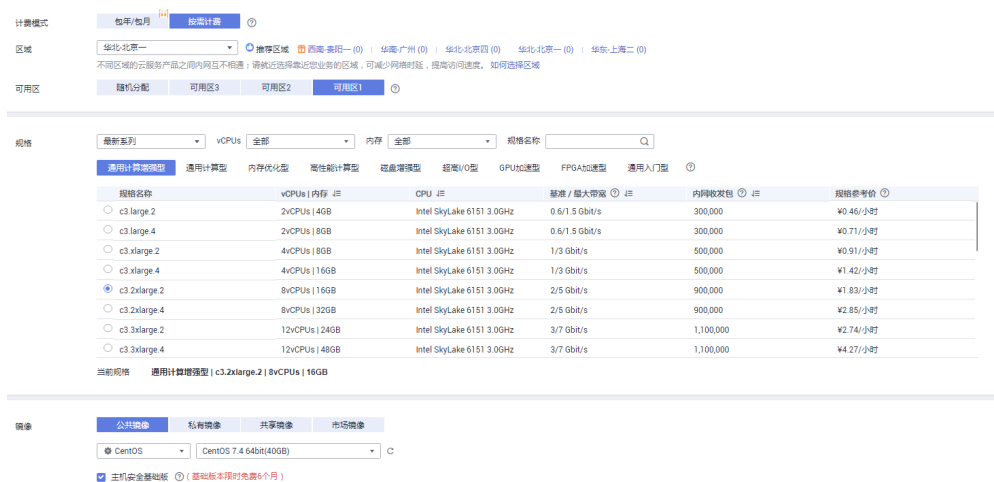 计费模式 包年/包月 按需计费
区域 华北-北京一 推荐区域 西南-贵阳一 (0) 华南-广州 (0) 华北-北京四 (0) 华北-北京一 (0) 华东-上海二 (0)
不同区域的云服务产品之间内网互不相通；请就近选择靠近您业务的区域，可减少网络时延，提高访问速度。 如何选择区域
可用区 随机分配 可用区3 可用区2 可用区1
规格 最新系列 vCPUs 全部 内存 全部 规格名称
通用计算增强型 通用计算型 内存优化型 高性能计算型 磁盘增强型 超高I/O型 GPU加速型 FPGA加速型 通用入门型
规格名称 vCPUs | 内存 CPU 基准 / 最大带宽 内网收发包 规格参考价
c3.large.2 2vCPUs | 4GB Intel SkyLake 6151 3.0GHz 0.6/1.5 Gbit/s 300,000 ¥0.46/小时
c3.large.4 2vCPUs | 8GB Intel SkyLake 6151 3.0GHz 0.6/1.5 Gbit/s 300,000 ¥0.71/小时
c3.xlarge.2 4vCPUs | 8GB Intel SkyLake 6151 3.0GHz 1/3 Gbit/s 500,000 ¥0.91/小时
c3.xlarge.4 4vCPUs | 16GB Intel SkyLake 6151 3.0GHz 1/3 Gbit/s 500,000 ¥1.42/小时
c3.2xlarge.2 8vCPUs | 16GB Intel SkyLake 6151 3.0GHz 2/5 Gbit/s 900,000 ¥1.83/小时
c3.2xlarge.4 8vCPUs | 32GB Intel SkyLake 6151 3.0GHz 2/5 Gbit/s 900,000 ¥2.85/小时
c3.3xlarge.2 12vCPUs | 24GB Intel SkyLake 6151 3.0GHz 3/7 Gbit/s 1,100,000 ¥2.74/小时
c3.3xlarge.4 12vCPUs | 48GB Intel SkyLake 6151 3.0GHz 3/7 Gbit/s 1,100,000 ¥4.27/小时
当前规格 通用计算增强型 | c3.2xlarge.2 | 8vCPUs | 16GB
镜像 公共镜像 私有镜像 共享镜像 市场镜像
CentOS CentOS 7.4 64bit(40GB)
主机安全基础版 ( 基础版本限时免费6个月 )